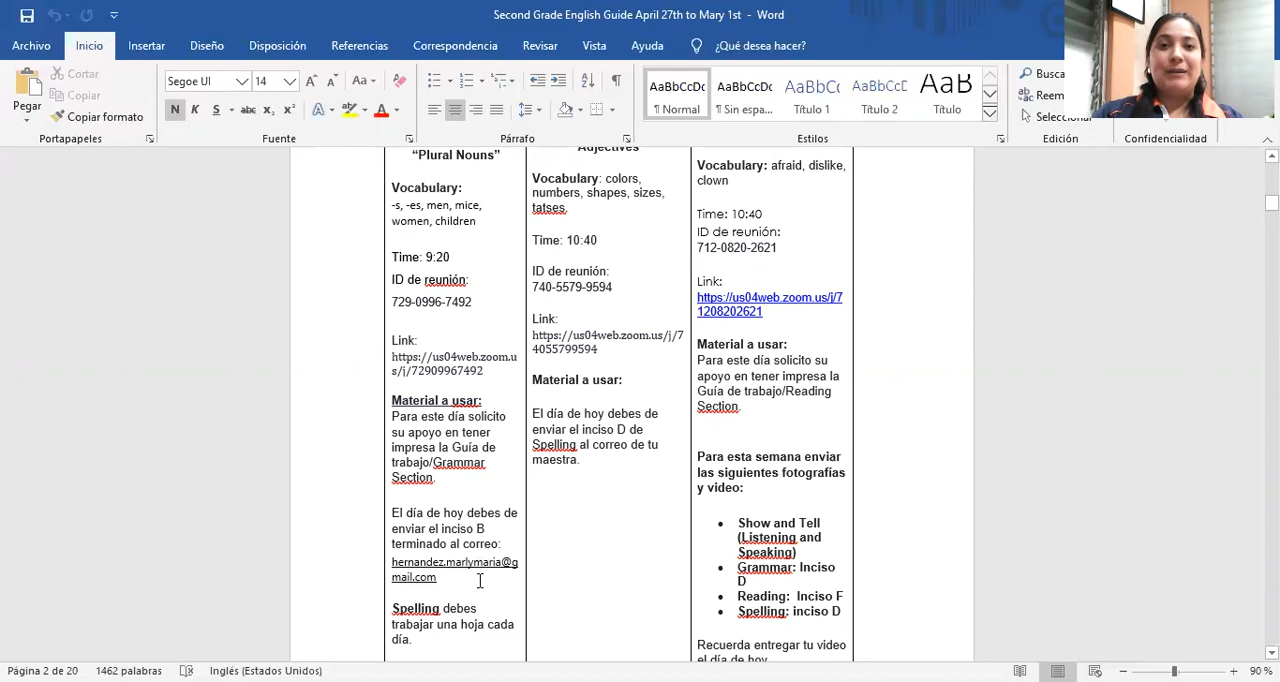 Second Grade English Guide April 27th to Mary 1st - Word
Archivo
Inicio
Insertar
Diseño
Disposición
Referencias
Correspondencia
Revisar
Vista
Ayuda
¿Qué desea hacer?
Pegar
Cortar
Copiar
Copiar formato
Portapapeles
Segoe UI
14
Aa
N K S abc x₂ x²
Fuente
Párrafo
AaBbCcDc
¶ Normal
AaBbCcDc
¶ Sin espa...
AaBbCc
Título 1
AaBbCcD
Título 2
AaB
Título
Estilos
Busca
Reem
Seleccionar
Edición
Confidencialidad
“Plural Nouns”
Vocabulary:
-s, -es, men, mice,
women, children
Time: 9:20
ID de reunión:
729-0996-7492
Link:
https://us04web.zoom.u
s/j/72909967492
Material a usar:
Para este día solicito
su apoyo en tener
impresa la Guía de
trabajo/Grammar
Section.
El día de hoy debes de
enviar el inciso B
terminado al correo:
hernandez.marlymaria@g
mail.com
Spelling debes
trabajar una hoja cada
día.
Adjectives
Vocabulary: colors,
numbers, shapes, sizes,
tatses.
Time: 10:40
ID de reunión:
740-5579-9594
Link:
https://us04web.zoom.us/j/7
4055799594
Material a usar:
El día de hoy debes de
enviar el inciso D de
Spelling al correo de tu
maestra.
Vocabulary: afraid, dislike,
clown
Time: 10:40
ID de reunión:
712-0820-2621
Link:
https://us04web.zoom.us/j/7
1208202621
Material a usar:
Para este día solicito su
apoyo en tener impresa la
Guía de trabajo/Reading
Section.
Para esta semana enviar
las siguientes fotografías
y video:
Show and Tell
(Listening and
Speaking)
Grammar: Inciso
D
Reading: Inciso F
Spelling: inciso D
Recuerda entregar tu video
el día de hoy
Página 2 de 20
1462 palabras
Inglés (Estados Unidos)
90 %